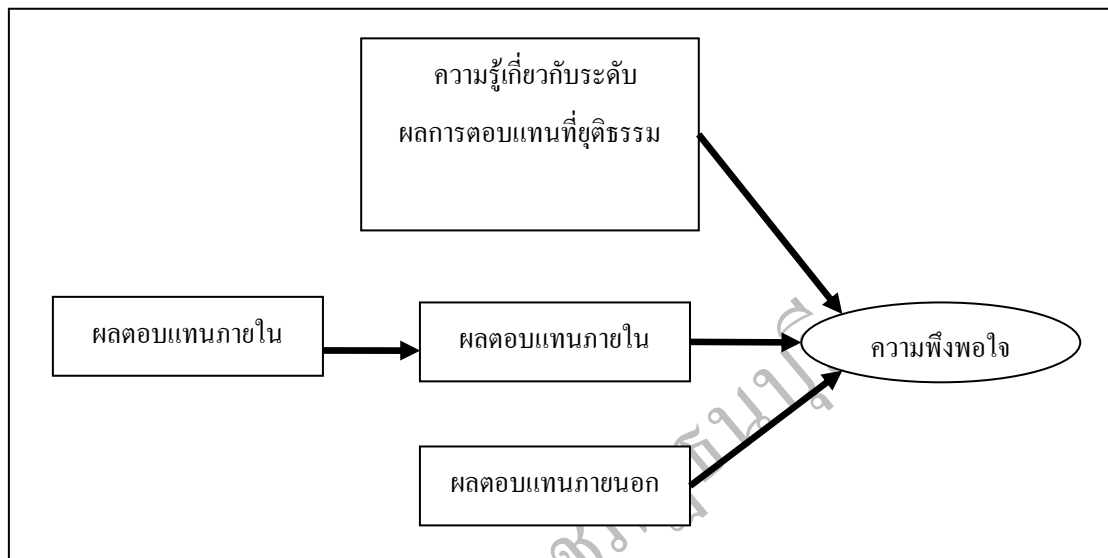 ความรู้เกี่ยวกับระดับ
ผลการตอบแทนที่ยุติธรรม
ผลตอบแทนภายใน
ผลตอบแทนภายใน
ความพึงพอใจ
ผลตอบแทนภายนอก